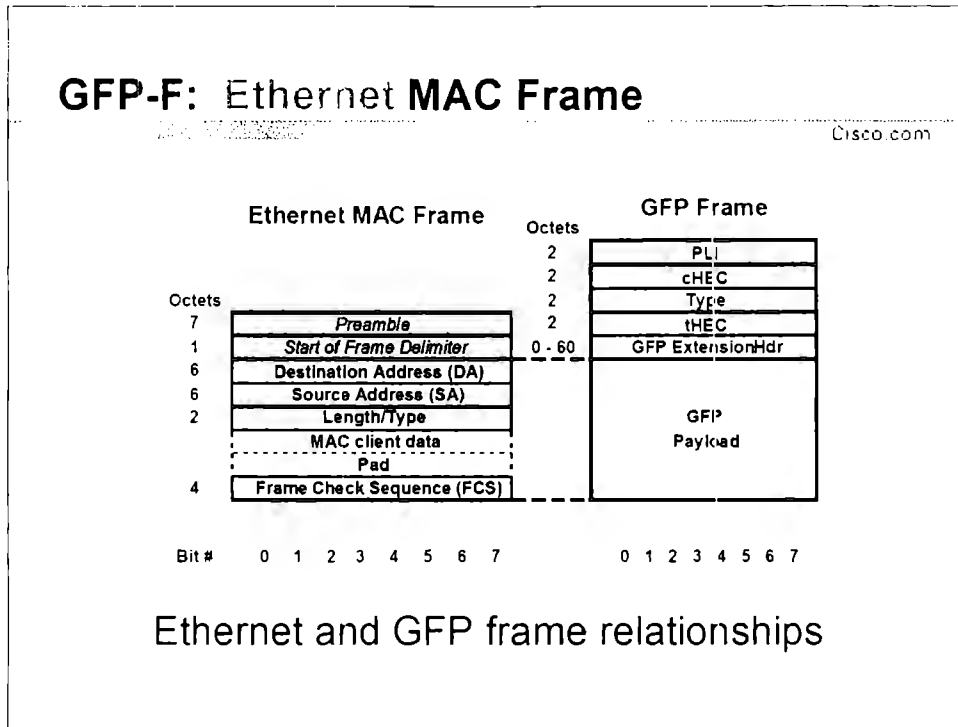 GFP-F: Ethernet MAC Frame
Cisco.com
Ethernet MAC Frame
Octets
7 Preamble
1 Start of Frame Delimiter
6 Destination Address (DA)
6 Source Address (SA)
2 Length/Type
MAC client data
Pad
4 Frame Check Sequence (FCS)
Bit # 0 1 2 3 4 5 6 7
GFP Frame
Octets
2 PLI
2 cHEC
2 Type
2 tHEC
0 - 60 GFP ExtensionHdr
GFP
Payload
0 1 2 3 4 5 6 7
Ethernet and GFP frame relationships